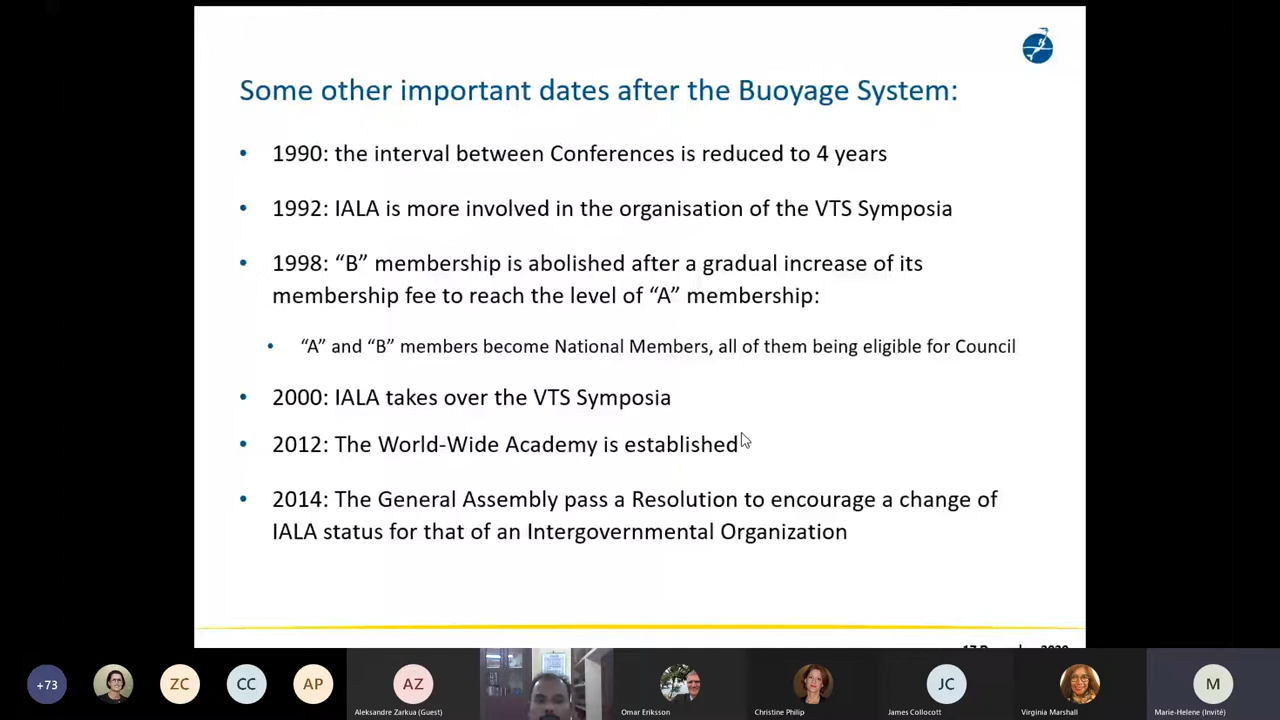 Some other important dates after the Buoyage System:
• 1990: the interval between Conferences is reduced to 4 years
• 1992: IALA is more involved in the organisation of the VTS Symposia
• 1998: “B” membership is abolished after a gradual increase of its
membership fee to reach the level of “A” membership:
• “A” and “B” members become National Members, all of them being eligible for Council
• 2000: IALA takes over the VTS Symposia
• 2012: The World-Wide Academy is established
• 2014: The General Assembly pass a Resolution to encourage a change of
IALA status for that of an Intergovernmental Organization
+73
ZC
CC
AP
AZ
JC
M
Aleksandre Zarkua (Guest)
Omar Eriksson
Christine Philip
James Collocott
Virginia Marshall
Marie-Helene (Invité)